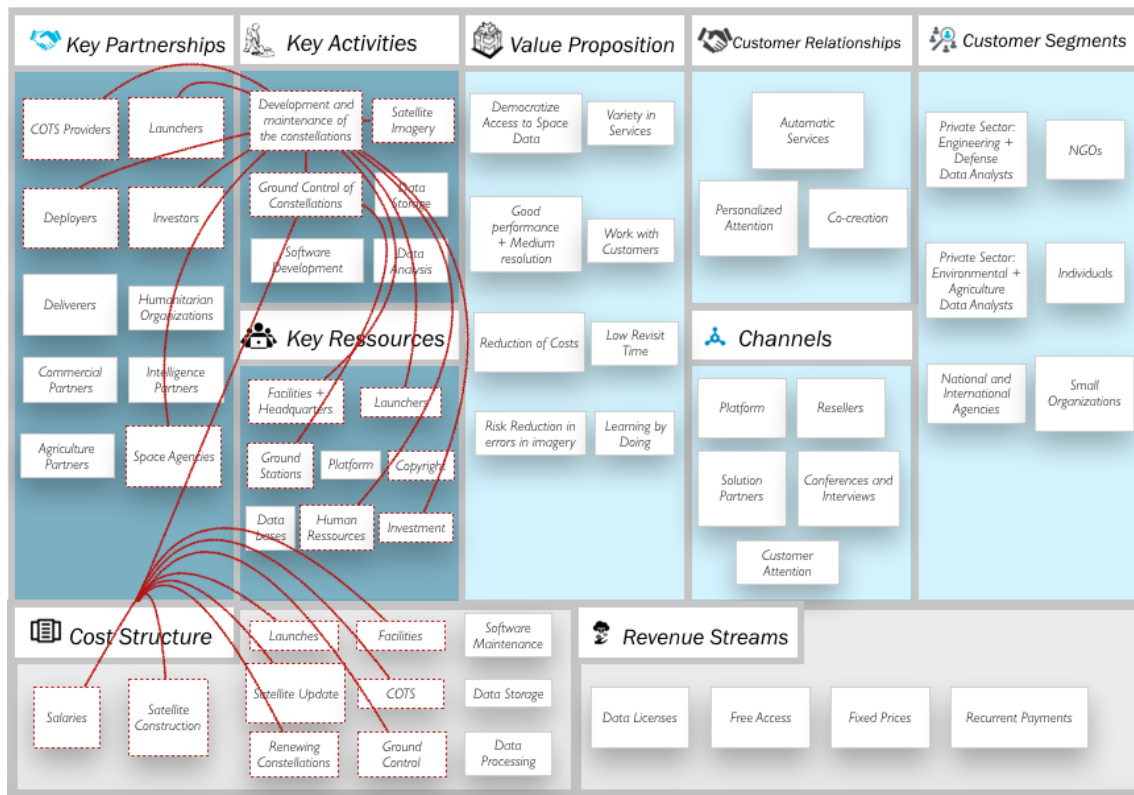 Key Partnerships
COTS Providers
Launchers
Deployers
Investors
Deliverers
Humanitarian
Organizations
Commercial
Partners
Intelligence
Partners
Agriculture
Partners
Space Agencies
Key Activities
Development and
maintenance of
the constellations
Satellite
Imagery
Ground Control of
Constellations
Data
Storage
Software
Development
Data
Analysis
Key Ressources
Facilities +
Headquarters
Launchers
Ground
Stations
Platform
Copyright
Data
bases
Human
Ressources
Investment
Value Proposition
Democratize
Access to Space
Data
Variety in
Services
Good
performance
+ Medium
resolution
Work with
Customers
Reduction of Costs
Low Revisit
Time
Risk Reduction in
errors in imagery
Learning by
Doing
Customer Relationships
Automatic
Services
Personalized
Attention
Co-creation
Channels
Platform
Resellers
Solution
Partners
Conferences and
Interviews
Customer
Attention
Customer Segments
Private Sector:
Engineering +
Defense
Data Analysts
NGOs
Private Sector:
Environmental +
Agriculture
Data Analysts
Individuals
National and
International
Agencies
Small
Organizations
Cost Structure
Salaries
Satellite
Construction
Launches
Facilities
Software
Maintenance
Satellite Update
COTS
Data Storage
Renewing
Constellations
Ground
Control
Data
Processing
Revenue Streams
Data Licenses
Free Access
Fixed Prices
Recurrent Payments